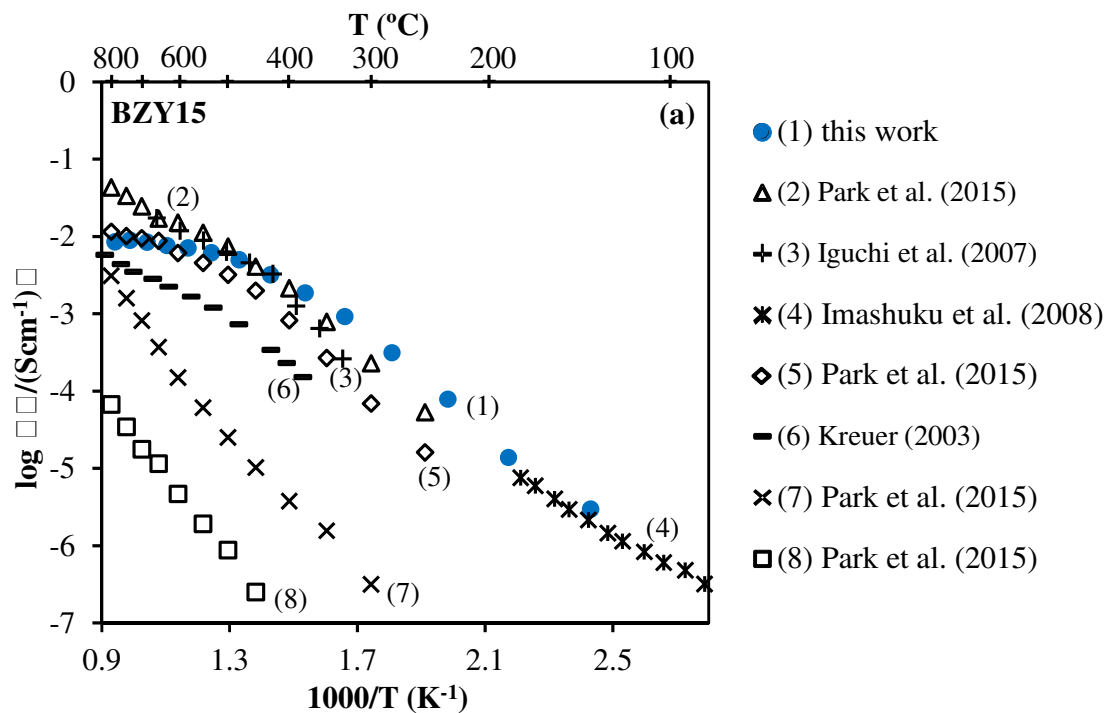 T (ºC)
800 600 400 300 200 100
0
BZY15 (a)
-1
-2
-3
-4
-5
-6
-7
log □□/(Scm⁻¹)□
(2)
(6)
(3)
(1)
(5)
(4)
(7)
(8)
0.9 1.3 1.7 2.1 2.5
1000/T (K⁻¹)
(1) this work
(2) Park et al. (2015)
(3) Iguchi et al. (2007)
(4) Imashuku et al. (2008)
(5) Park et al. (2015)
(6) Kreuer (2003)
(7) Park et al. (2015)
(8) Park et al. (2015)